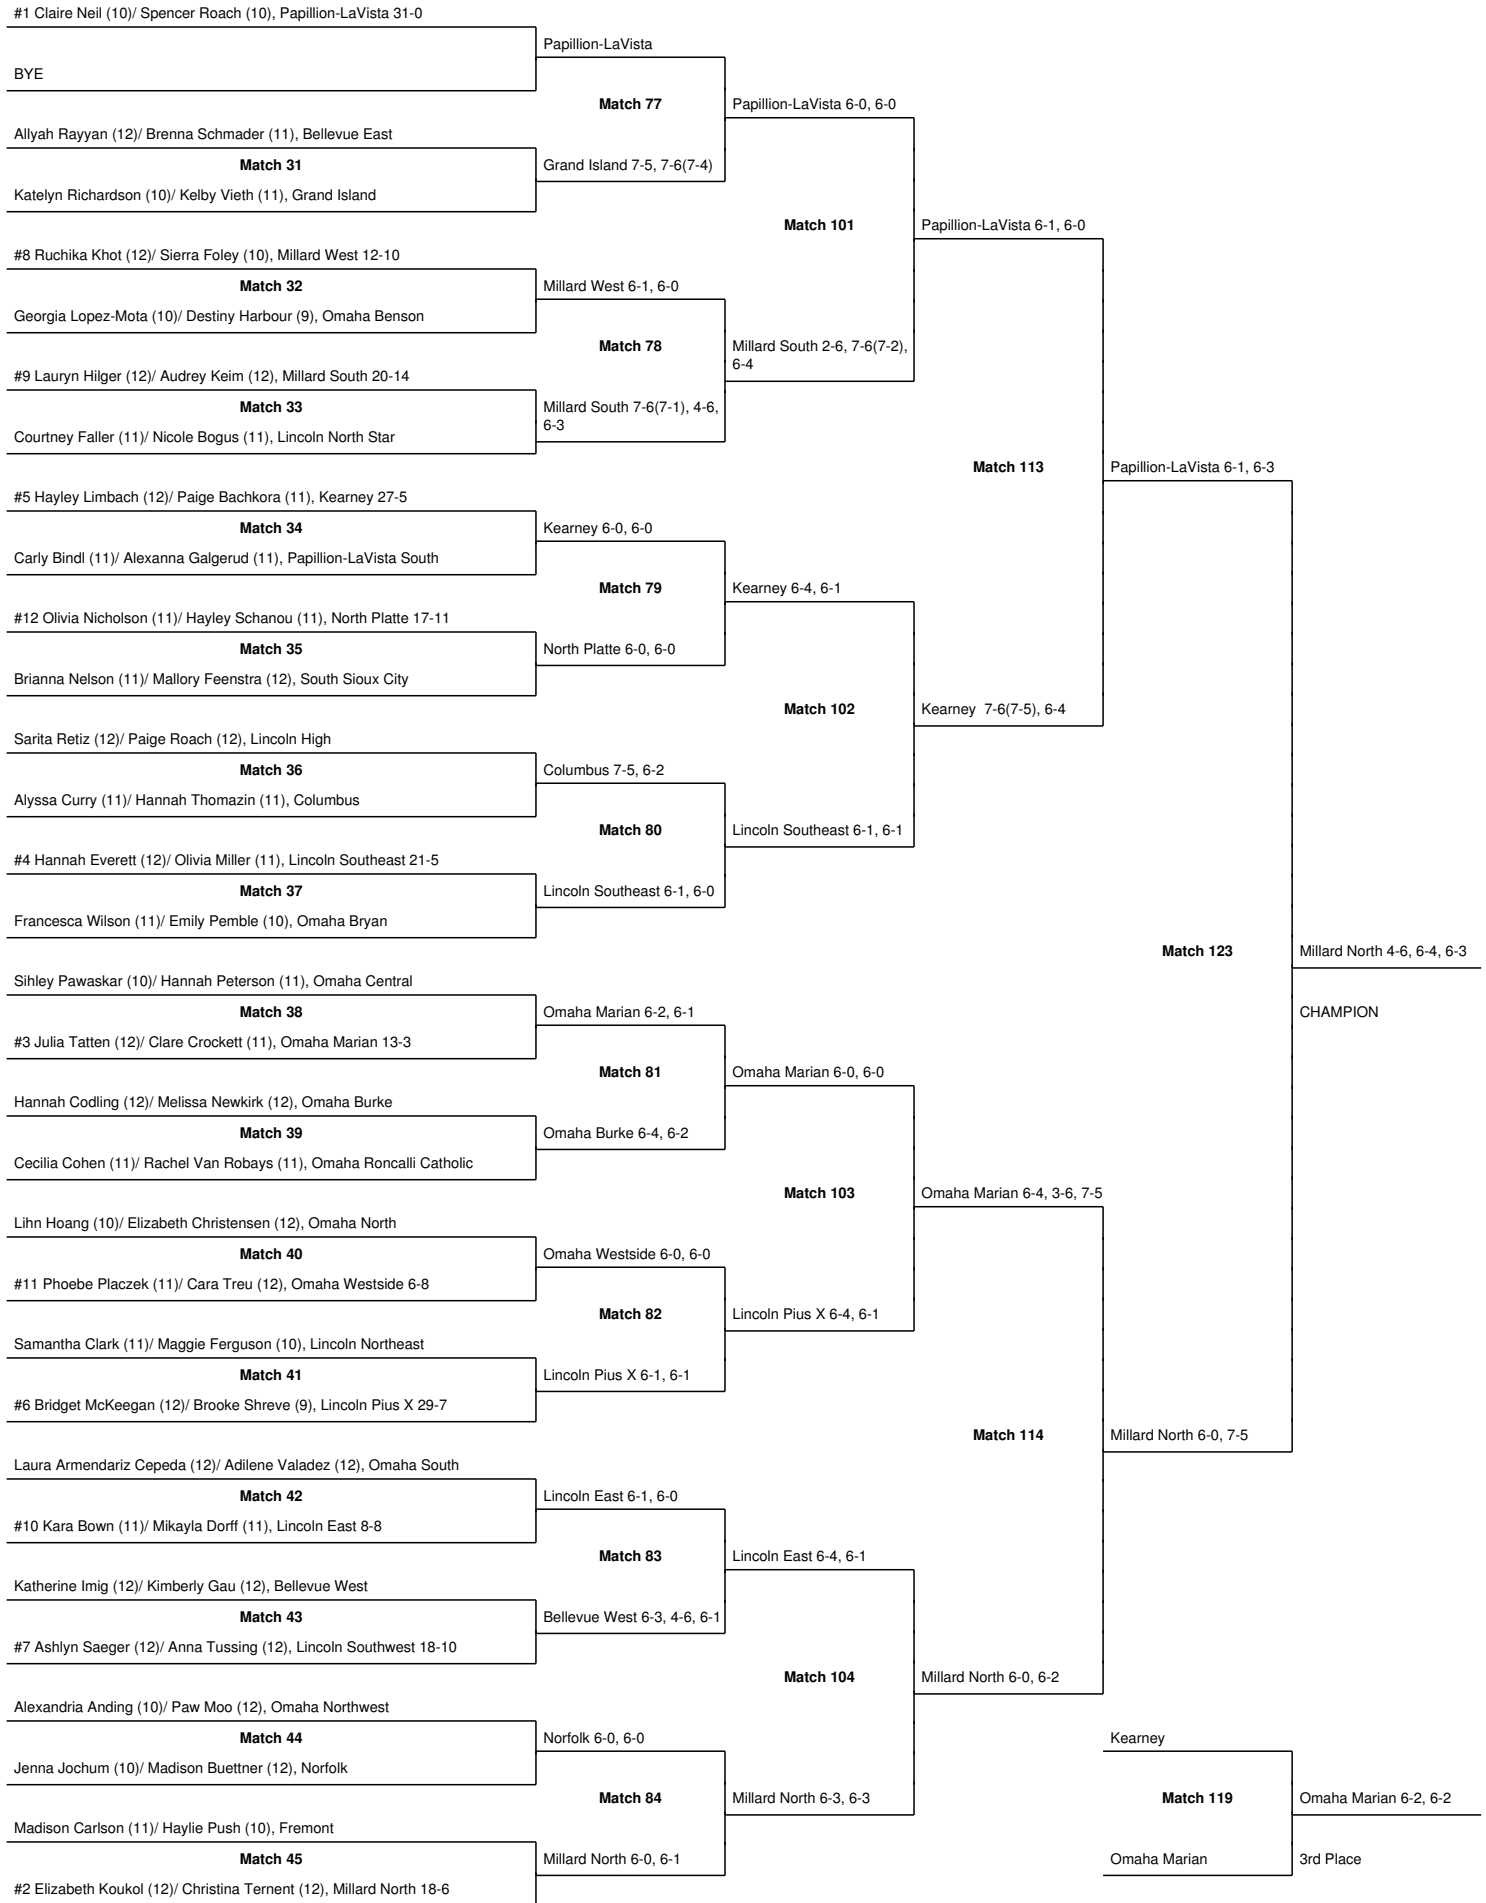 #1 Claire Neil (10)/ Spencer Roach (10), Papillion-LaVista 31-0
Papillion-LaVista
BYE
Match 77
Papillion-LaVista 6-0, 6-0
Allyah Rayyan (12)/ Brenna Schmader (11), Bellevue East
Match 31
Grand Island 7-5, 7-6(7-4)
Katelyn Richardson (10)/ Kelby Vieth (11), Grand Island
Match 101
Papillion-LaVista 6-1, 6-0
#8 Ruchika Khot (12)/ Sierra Foley (10), Millard West 12-10
Match 32
Millard West 6-1, 6-0
Georgia Lopez-Mota (10)/ Destiny Harbour (9), Omaha Benson
Match 78
Millard South 2-6, 7-6(7-2),
6-4
#9 Lauryn Hilger (12)/ Audrey Keim (12), Millard South 20-14
Match 33
Millard South 7-6(7-1), 4-6,
6-3
Courtney Faller (11)/ Nicole Bogus (11), Lincoln North Star
Match 113
Papillion-LaVista 6-1, 6-3
#5 Hayley Limbach (12)/ Paige Bachkora (11), Kearney 27-5
Match 34
Kearney 6-0, 6-0
Carly Bindl (11)/ Alexanna Galgerud (11), Papillion-LaVista South
Match 79
Kearney 6-4, 6-1
#12 Olivia Nicholson (11)/ Hayley Schanou (11), North Platte 17-11
Match 35
North Platte 6-0, 6-0
Brianna Nelson (11)/ Mallory Feenstra (12), South Sioux City
Match 102
Kearney  7-6(7-5), 6-4
Sarita Retiz (12)/ Paige Roach (12), Lincoln High
Match 36
Columbus 7-5, 6-2
Alyssa Curry (11)/ Hannah Thomazin (11), Columbus
Match 80
Lincoln Southeast 6-1, 6-1
#4 Hannah Everett (12)/ Olivia Miller (11), Lincoln Southeast 21-5
Match 37
Lincoln Southeast 6-1, 6-0
Francesca Wilson (11)/ Emily Pemble (10), Omaha Bryan
Match 123
Millard North 4-6, 6-4, 6-3
Sihley Pawaskar (10)/ Hannah Peterson (11), Omaha Central
Match 38
Omaha Marian 6-2, 6-1
CHAMPION
#3 Julia Tatten (12)/ Clare Crockett (11), Omaha Marian 13-3
Match 81
Omaha Marian 6-0, 6-0
Hannah Codling (12)/ Melissa Newkirk (12), Omaha Burke
Match 39
Omaha Burke 6-4, 6-2
Cecilia Cohen (11)/ Rachel Van Robays (11), Omaha Roncalli Catholic
Match 103
Omaha Marian 6-4, 3-6, 7-5
Lihn Hoang (10)/ Elizabeth Christensen (12), Omaha North
Match 40
Omaha Westside 6-0, 6-0
#11 Phoebe Placzek (11)/ Cara Treu (12), Omaha Westside 6-8
Match 82
Lincoln Pius X 6-4, 6-1
Samantha Clark (11)/ Maggie Ferguson (10), Lincoln Northeast
Match 41
Lincoln Pius X 6-1, 6-1
#6 Bridget McKeegan (12)/ Brooke Shreve (9), Lincoln Pius X 29-7
Match 114
Millard North 6-0, 7-5
Laura Armendariz Cepeda (12)/ Adilene Valadez (12), Omaha South
Match 42
Lincoln East 6-1, 6-0
#10 Kara Bown (11)/ Mikayla Dorff (11), Lincoln East 8-8
Match 83
Lincoln East 6-4, 6-1
Katherine Imig (12)/ Kimberly Gau (12), Bellevue West
Match 43
Bellevue West 6-3, 4-6, 6-1
#7 Ashlyn Saeger (12)/ Anna Tussing (12), Lincoln Southwest 18-10
Match 104
Millard North 6-0, 6-2
Alexandria Anding (10)/ Paw Moo (12), Omaha Northwest
Match 44
Norfolk 6-0, 6-0
Kearney
Jenna Jochum (10)/ Madison Buettner (12), Norfolk
Match 84
Millard North 6-3, 6-3
Match 119
Omaha Marian 6-2, 6-2
Madison Carlson (11)/ Haylie Push (10), Fremont
Match 45
Millard North 6-0, 6-1
Omaha Marian
3rd Place
#2 Elizabeth Koukol (12)/ Christina Ternent (12), Millard North 18-6